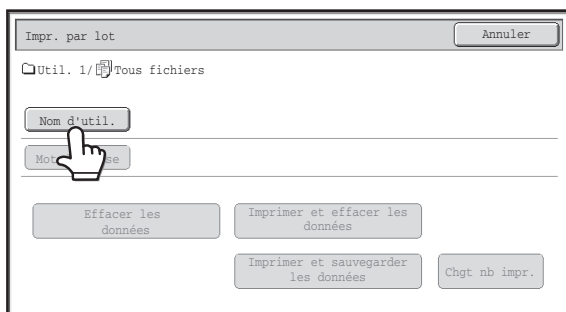 Impr. par lot
Annuler
Util. 1/Tous fichiers
Nom d'util.
Mot se
Effacer les
données
Imprimer et effacer les
données
Imprimer et sauvegarder
les données
Chgt nb impr.